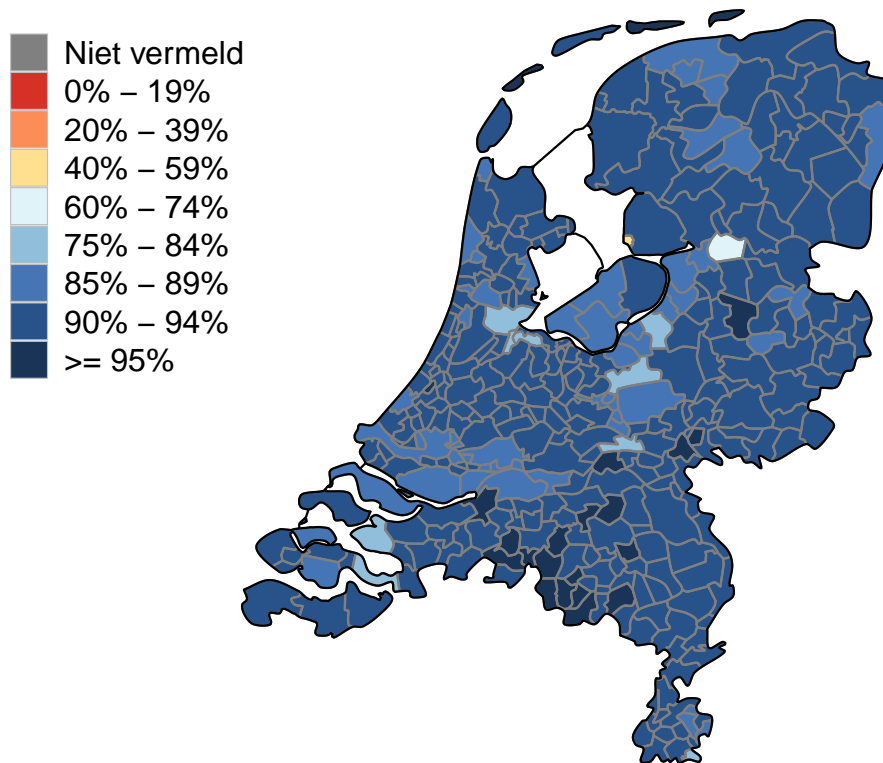 Niet vermeld
0% – 19%
20% – 39%
40% – 59%
60% – 74%
75% – 84%
85% – 89%
90% – 94%
>= 95%